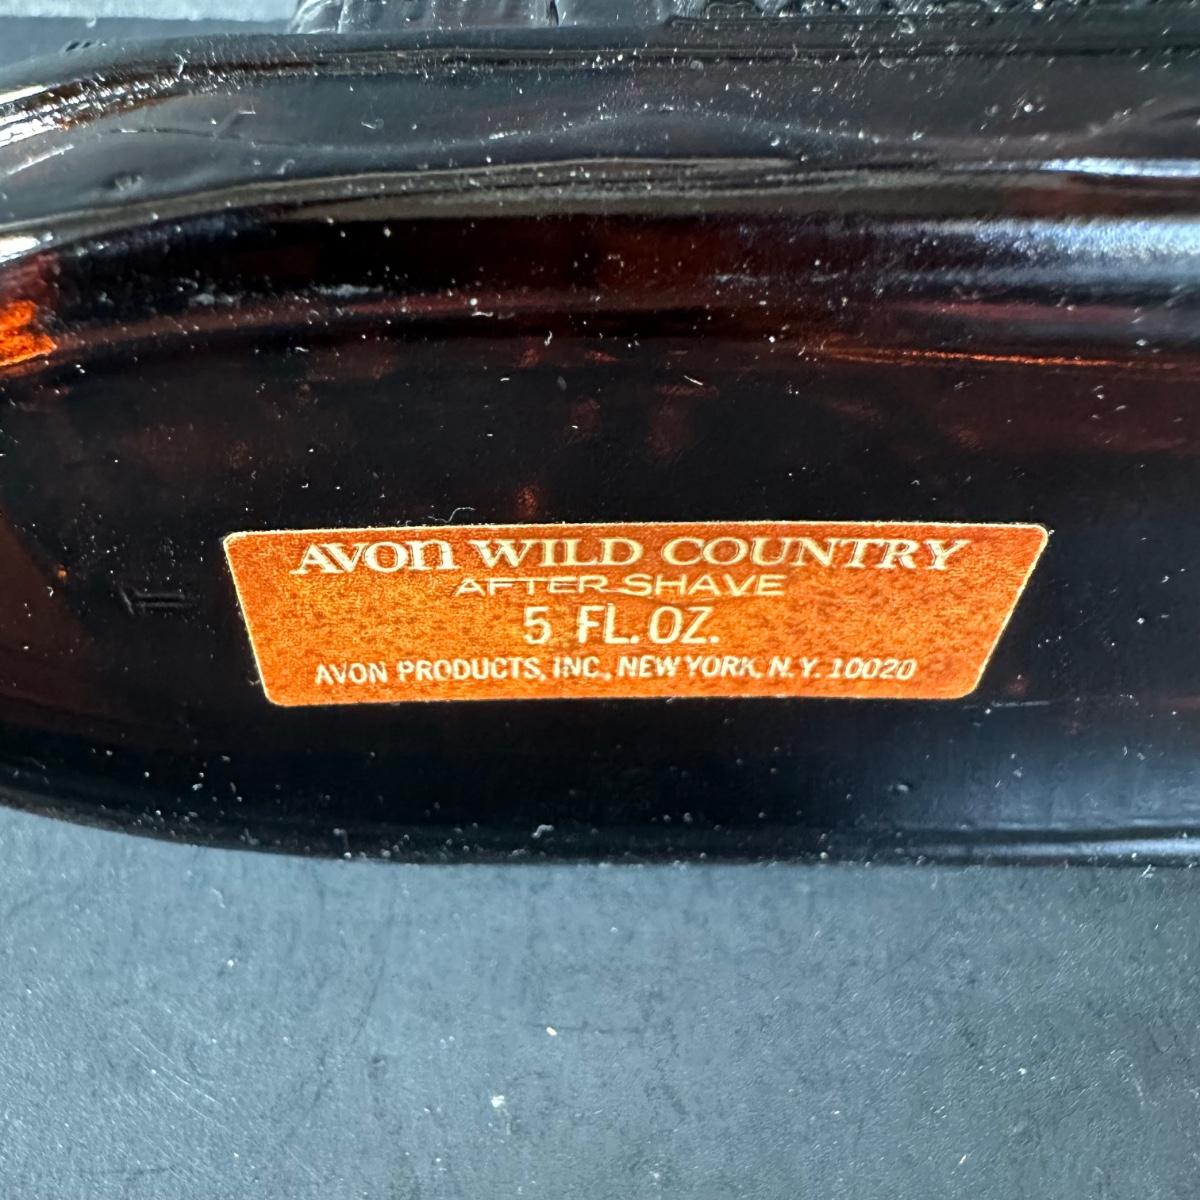 AVON WILD COUNTRY
AFTER SHAVE
5 FL. OZ.
AVON PRODUCTS, INC., NEW YORK, N.Y. 10020